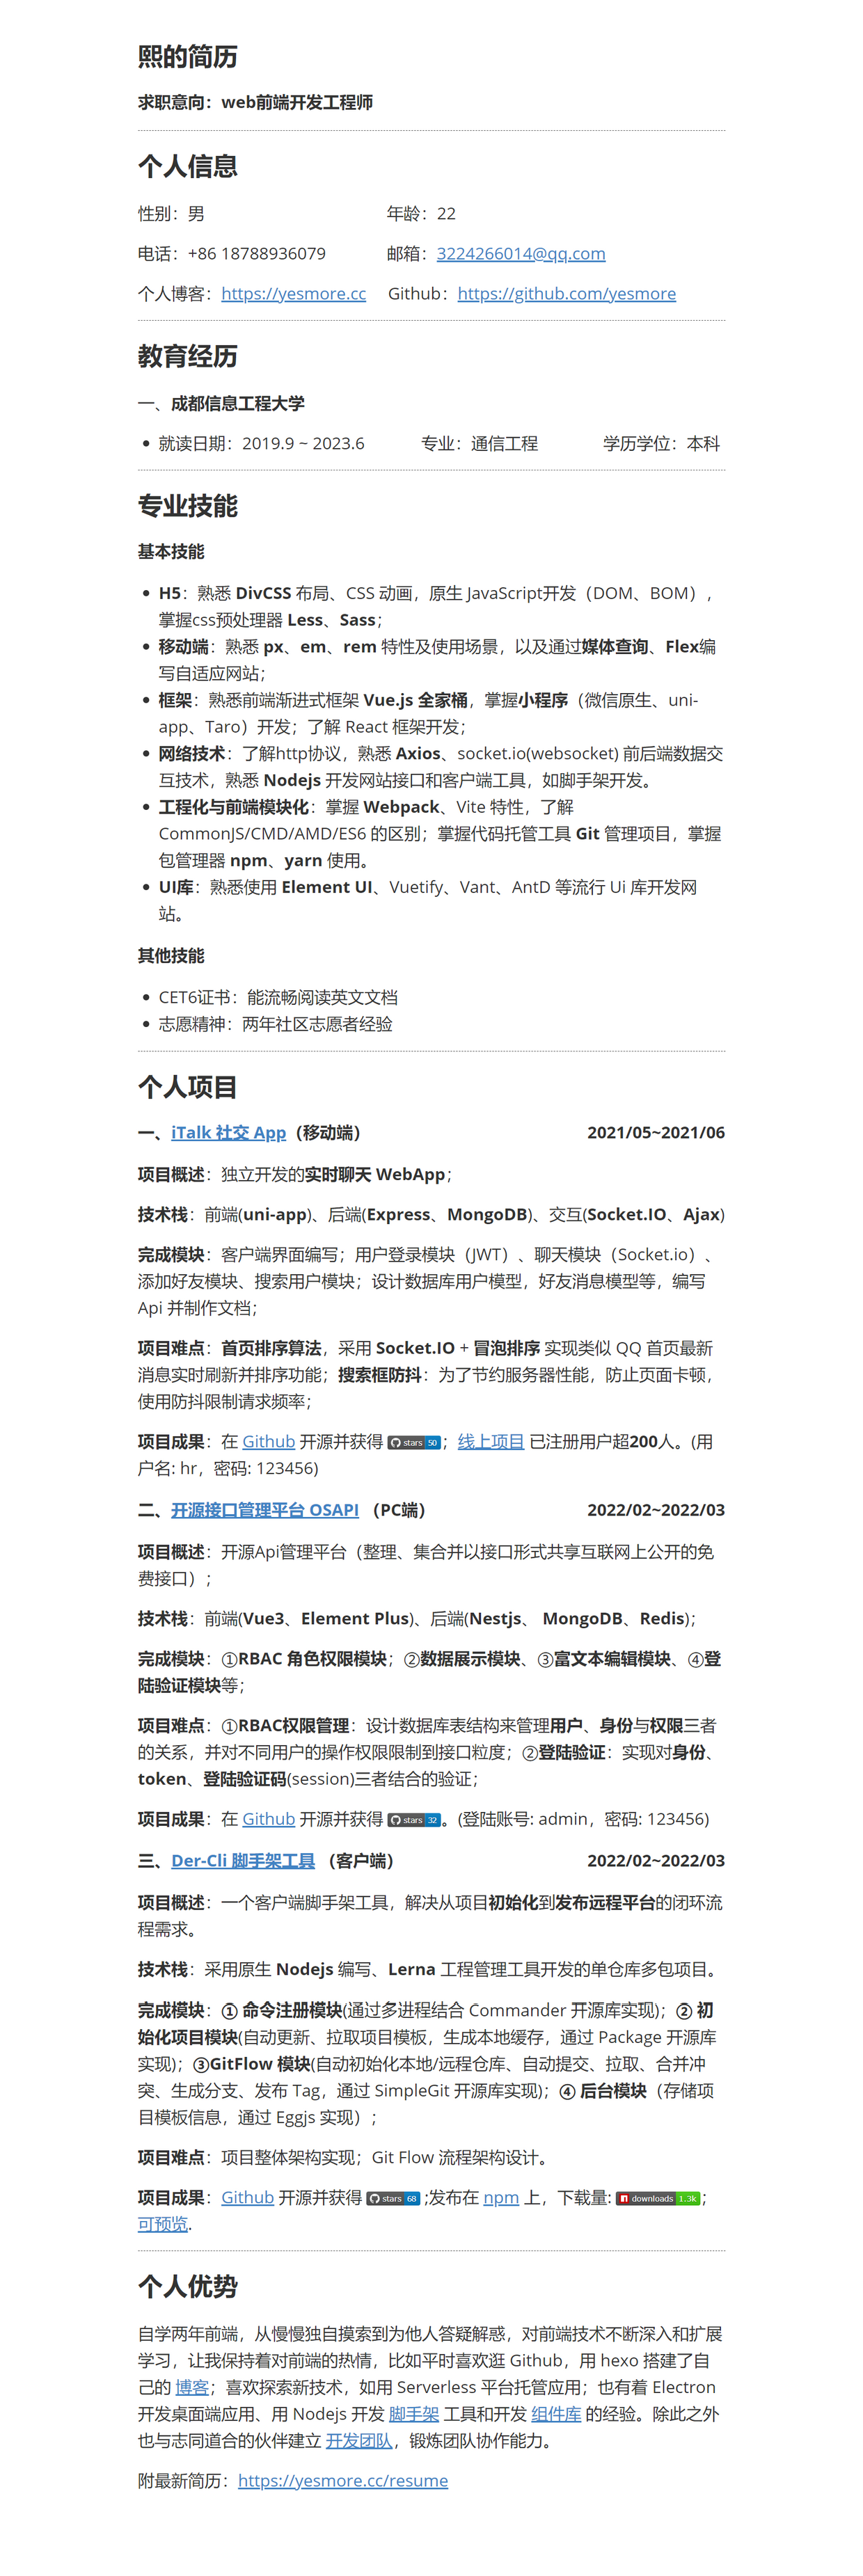 熙的简历
求职意向：web前端开发工程师
个人信息
性别：男 年龄：22
电话：+86 18788936079 邮箱：3224266014@qq.com
个人博客：https://yesmore.cc Github：https://github.com/yesmore
教育经历
一、成都信息工程大学
• 就读日期：2019.9 ~ 2023.6 专业：通信工程 学历学位：本科
专业技能
基本技能
• H5：熟悉 DivCSS 布局、CSS 动画，原生 JavaScript开发（DOM、BOM），
掌握css预处理器 Less、Sass；
• 移动端：熟悉 px、em、rem 特性及使用场景，以及通过媒体查询、Flex编
写自适应网站；
• 框架：熟悉前端渐进式框架 Vue.js 全家桶，掌握小程序（微信原生、uni-
app、Taro）开发；了解 React 框架开发；
• 网络技术：了解http协议，熟悉 Axios、socket.io(websocket) 前后端数据交
互技术，熟悉 Nodejs 开发网站接口和客户端工具，如脚手架开发。
• 工程化与前端模块化：掌握 Webpack、Vite 特性，了解
CommonJS/CMD/AMD/ES6 的区别；掌握代码托管工具 Git 管理项目，掌握
包管理器 npm、yarn 使用。
• UI库：熟悉使用 Element UI、Vuetify、Vant、AntD 等流行 Ui 库开发网
站。
其他技能
• CET6证书：能流畅阅读英文文档
• 志愿精神：两年社区志愿者经验
个人项目
一、iTalk 社交 App（移动端） 2021/05~2021/06
项目概述：独立开发的实时聊天 WebApp；
技术栈：前端(uni-app)、后端(Express、MongoDB)、交互(Socket.IO、Ajax)
完成模块：客户端界面编写；用户登录模块（JWT）、聊天模块（Socket.io）、
添加好友模块、搜索用户模块；设计数据库用户模型，好友消息模型等，编写
Api 并制作文档；
项目难点：首页排序算法，采用 Socket.IO + 冒泡排序 实现类似 QQ 首页最新
消息实时刷新并排序功能；搜索框防抖：为了节约服务器性能，防止页面卡顿，
使用防抖限制请求频率；
项目成果：在 Github 开源并获得 stars 50；线上项目 已注册用户超200人。(用
户名: hr，密码: 123456)
二、开源接口管理平台 OSAPI （PC端） 2022/02~2022/03
项目概述：开源Api管理平台（整理、集合并以接口形式共享互联网上公开的免
费接口）；
技术栈：前端(Vue3、Element Plus)、后端(Nestjs、 MongoDB、Redis)；
完成模块：①RBAC 角色权限模块；②数据展示模块、③富文本编辑模块、④登
陆验证模块等；
项目难点：①RBAC权限管理：设计数据库表结构来管理用户、身份与权限三者
的关系，并对不同用户的操作权限限制到接口粒度；②登陆验证：实现对身份、
token、登陆验证码(session)三者结合的验证；
项目成果：在 Github 开源并获得 stars 32。(登陆账号: admin，密码: 123456)
三、Der-Cli 脚手架工具 （客户端） 2022/02~2022/03
项目概述：一个客户端脚手架工具，解决从项目初始化到发布远程平台的闭环流
程需求。
技术栈：采用原生 Nodejs 编写、Lerna 工程管理工具开发的单仓库多包项目。
完成模块：① 命令注册模块(通过多进程结合 Commander 开源库实现)；② 初
始化项目模块(自动更新、拉取项目模板，生成本地缓存，通过 Package 开源库
实现)；③GitFlow 模块(自动初始化本地/远程仓库、自动提交、拉取、合并冲
突、生成分支、发布 Tag，通过 SimpleGit 开源库实现)；④ 后台模块（存储项
目模板信息，通过 Eggjs 实现）；
项目难点：项目整体架构实现；Git Flow 流程架构设计。
项目成果：Github 开源并获得 stars 68 ;发布在 npm 上，下载量: downloads 1.3k；
可预览.
个人优势
自学两年前端，从慢慢独自摸索到为他人答疑解惑，对前端技术不断深入和扩展
学习，让我保持着对前端的热情，比如平时喜欢逛 Github，用 hexo 搭建了自
己的 博客；喜欢探索新技术，如用 Serverless 平台托管应用；也有着 Electron
开发桌面端应用、用 Nodejs 开发 脚手架 工具和开发 组件库 的经验。除此之外
也与志同道合的伙伴建立 开发团队，锻炼团队协作能力。
附最新简历：https://yesmore.cc/resume